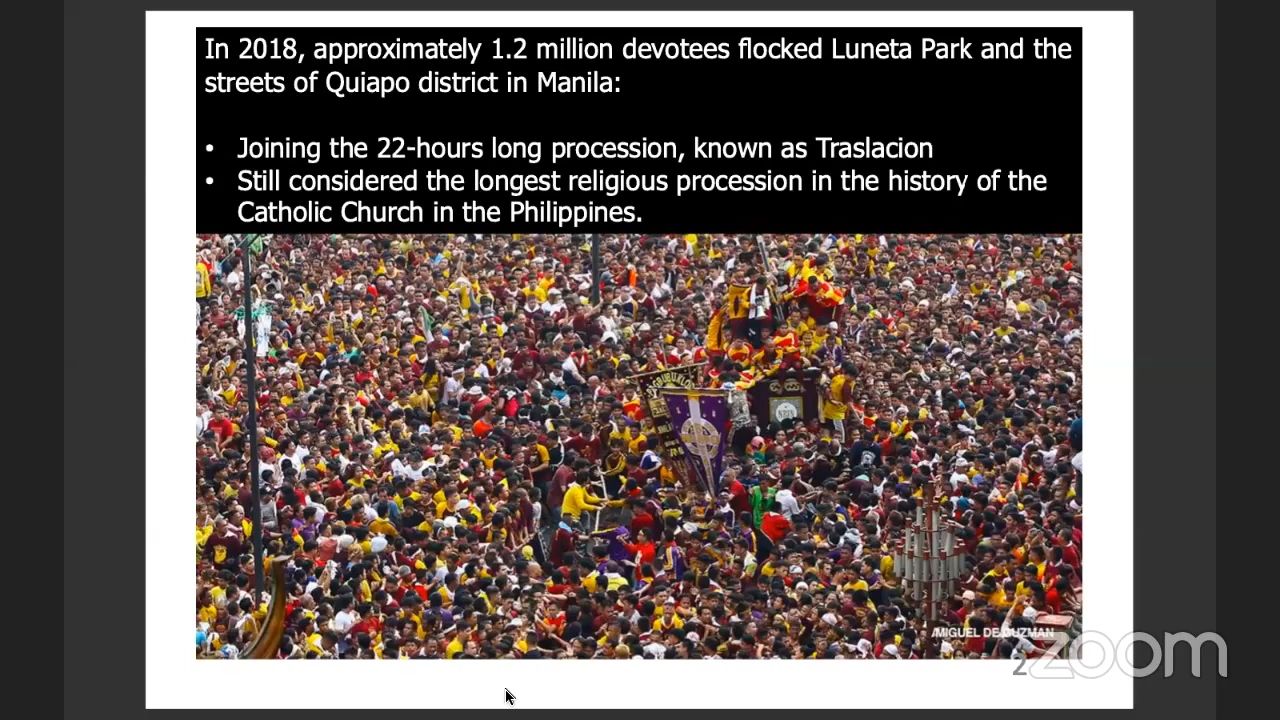 In 2018, approximately 1.2 million devotees flocked Luneta Park and the
streets of Quiapo district in Manila:
• Joining the 22-hours long procession, known as Traslacion
• Still considered the longest religious procession in the history of the
Catholic Church in the Philippines.
MIGUEL DE GUZMAN
2
zoom